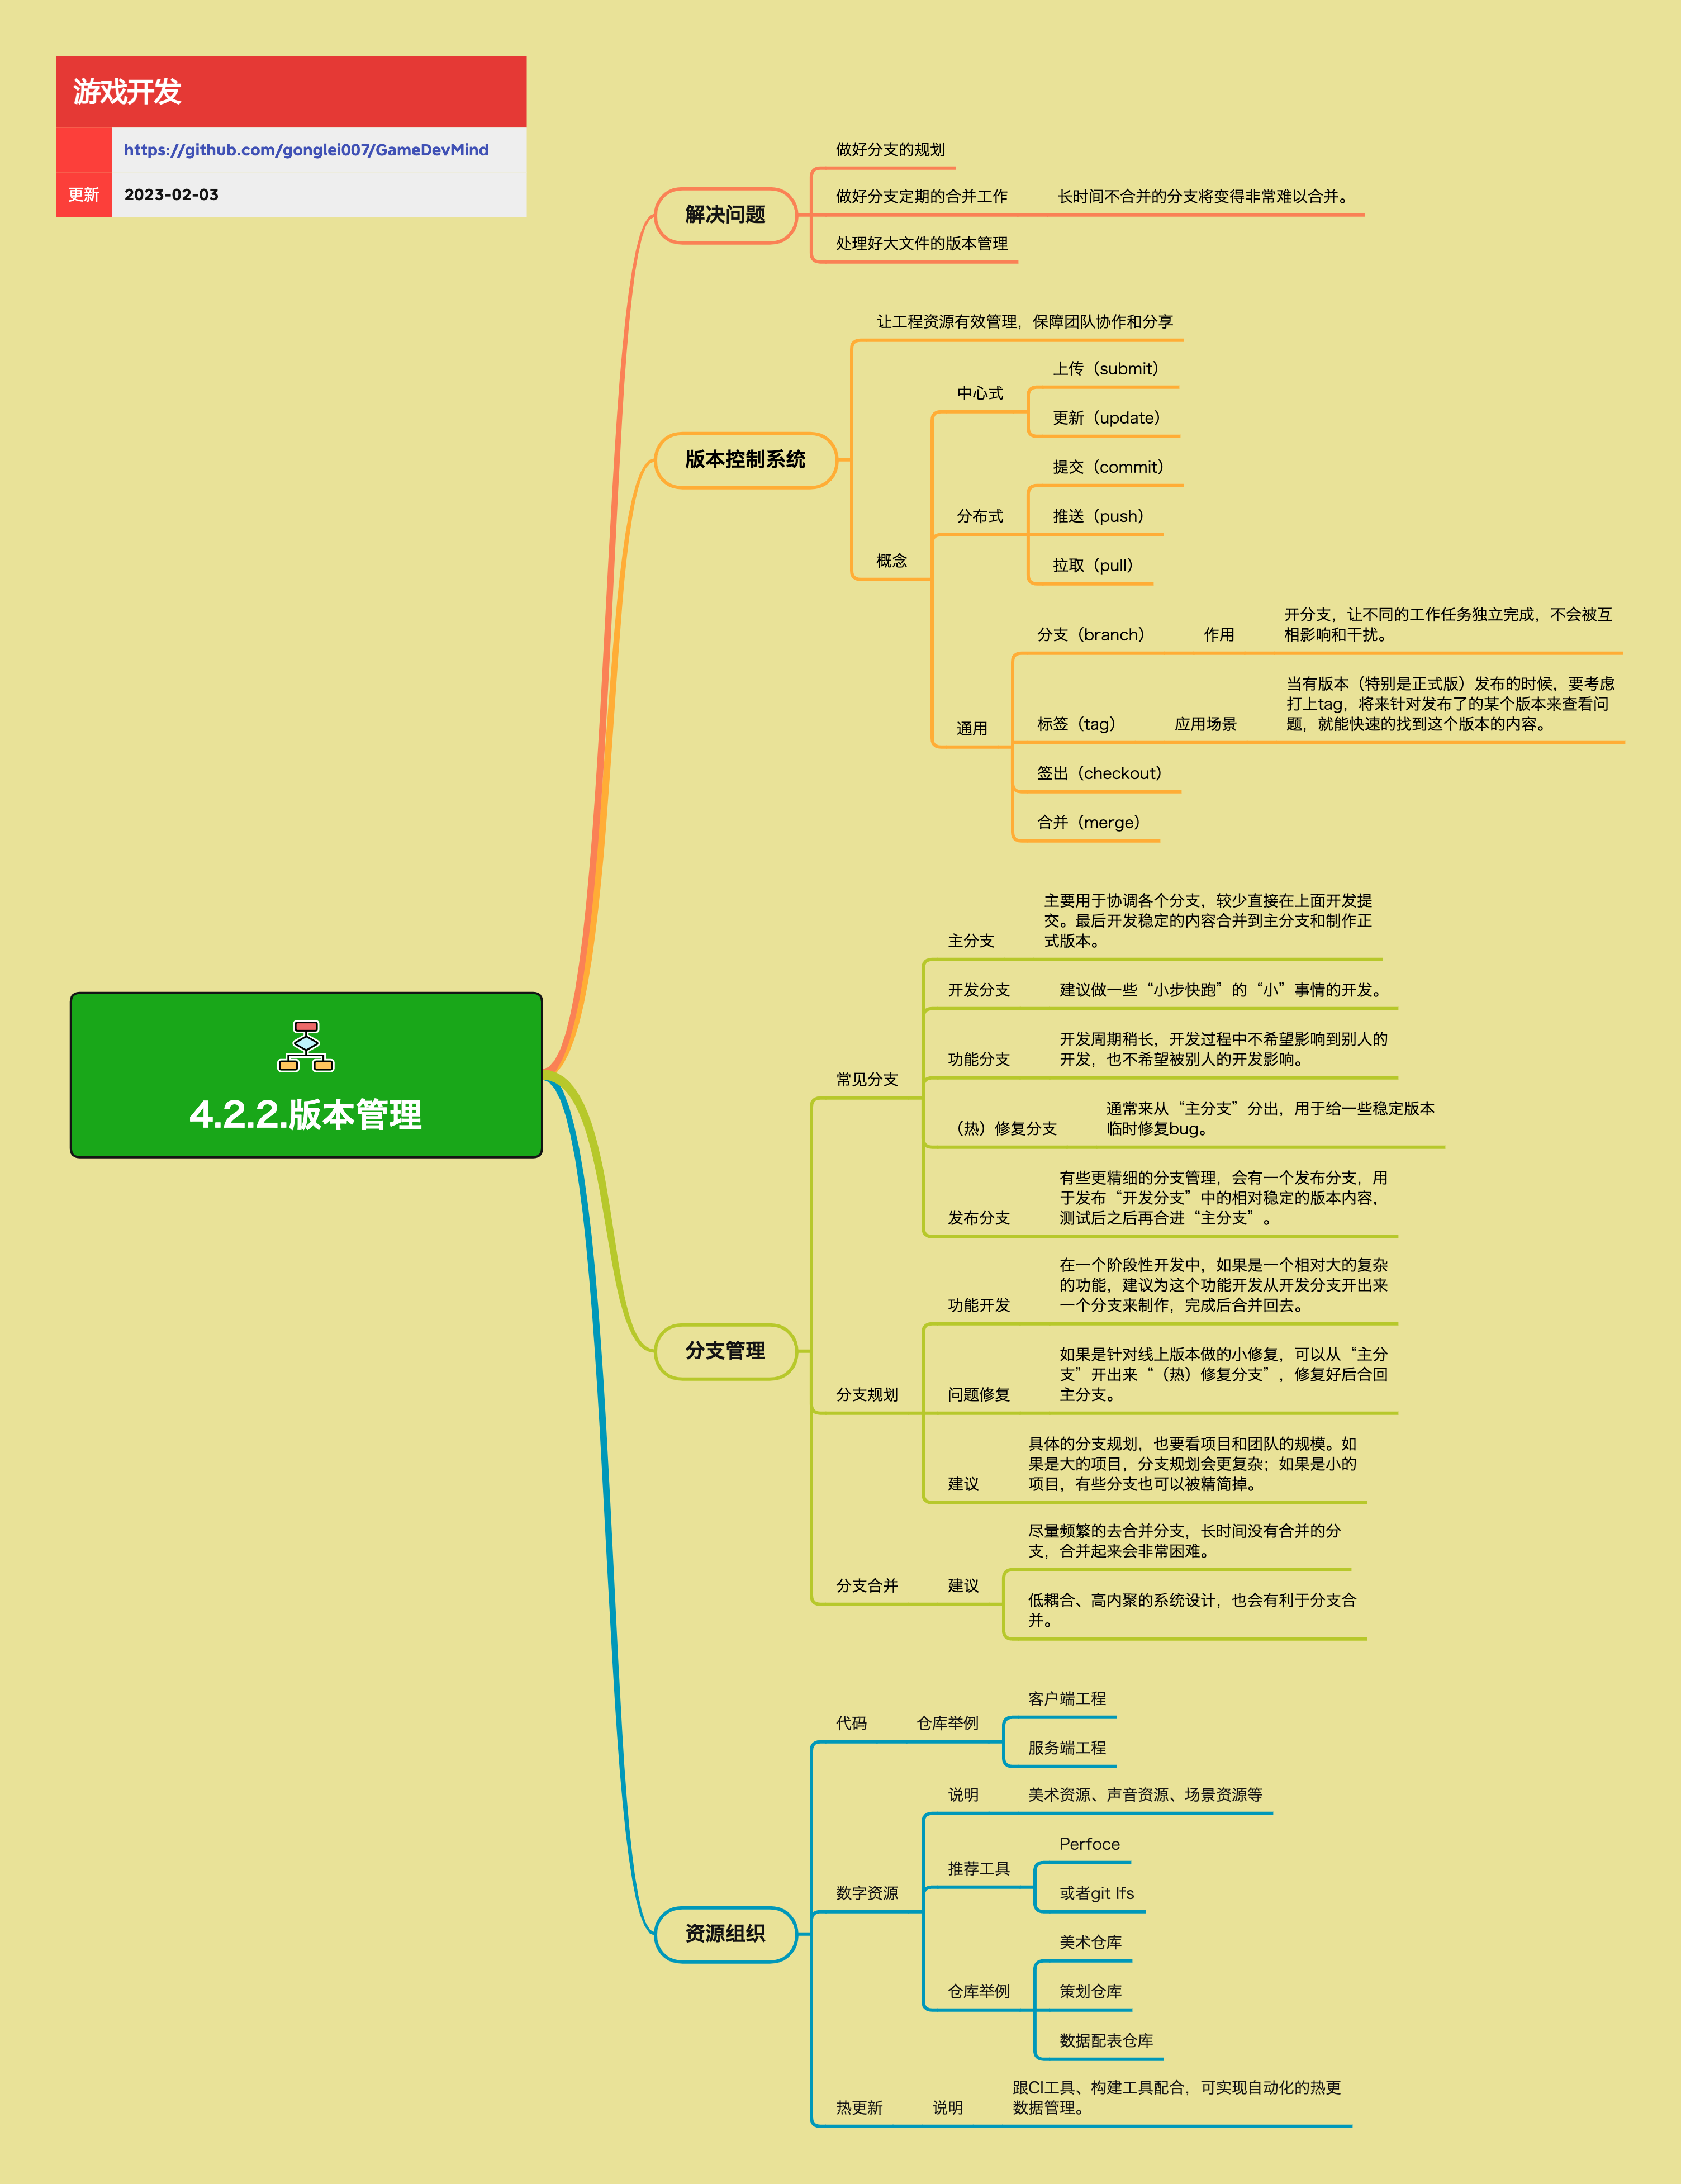 游戏开发
https://github.com/gonglei007/GameDevMind
更新
2023-02-03
4.2.2.版本管理
解决问题
做好分支的规划
做好分支定期的合并工作
长时间不合并的分支将变得非常难以合并。
处理好大文件的版本管理
版本控制系统
让工程资源有效管理，保障团队协作和分享
概念
中心式
上传（submit）
更新（update）
分布式
提交（commit）
推送（push）
拉取（pull）
通用
分支（branch）
作用
开分支，让不同的工作任务独立完成，不会被互
相影响和干扰。
标签（tag）
应用场景
当有版本（特别是正式版）发布的时候，要考虑
打上tag，将来针对发布了的某个版本来查看问
题，就能快速的找到这个版本的内容。
签出（checkout）
合并（merge）
分支管理
常见分支
主分支
主要用于协调各个分支，较少直接在上面开发提
交。最后开发稳定的内容合并到主分支和制作正
式版本。
开发分支
建议做一些“小步快跑”的“小”事情的开发。
功能分支
开发周期稍长，开发过程中不希望影响到别人的
开发，也不希望被别人的开发影响。
（热）修复分支
通常来从“主分支”分出，用于给一些稳定版本
临时修复bug。
发布分支
有些更精细的分支管理，会有一个发布分支，用
于发布“开发分支”中的相对稳定的版本内容，
测试后之后再合进“主分支”。
分支规划
功能开发
在一个阶段性开发中，如果是一个相对大的复杂
的功能，建议为这个功能开发从开发分支开出来
一个分支来制作，完成后合并回去。
问题修复
如果是针对线上版本做的小修复，可以从“主分
支”开出来“（热）修复分支”，修复好后合回
主分支。
建议
具体的分支规划，也要看项目和团队的规模。如
果是大的项目，分支规划会更复杂；如果是小的
项目，有些分支也可以被精简掉。
分支合并
建议
尽量频繁的去合并分支，长时间没有合并的分
支，合并起来会非常困难。
低耦合、高内聚的系统设计，也会有利于分支合
并。
资源组织
代码
仓库举例
客户端工程
服务端工程
数字资源
说明
美术资源、声音资源、场景资源等
推荐工具
Perfoce
或者git lfs
仓库举例
美术仓库
策划仓库
数据配表仓库
热更新
说明
跟CI工具、构建工具配合，可实现自动化的热更
数据管理。